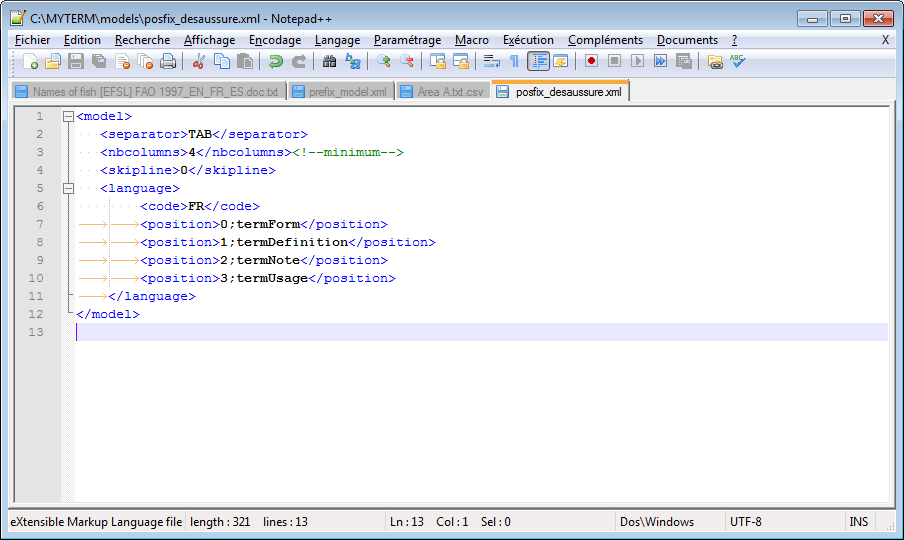 C:\MYTERM\models\posfix_desaussure.xml - Notepad++
Fichier Edition Recherche Affichage Encodage Langage Paramétrage Macro Exécution Compléments Documents ? X
Names of fish [EFSL] FAO 1997_EN_FR_ES.doc.txt prefix_model.xml Area A.txt.csv posfix_desaussure.xml
1 <model>
2 <separator>TAB</separator>
3 <nbcolumns>4</nbcolumns><!--minimum-->
4 <skipline>0</skipline>
5 <language>
6 <code>FR</code>
7 <position>0;termForm</position>
8 <position>1;termDefinition</position>
9 <position>2;termNote</position>
10 <position>3;termUsage</position>
11 </language>
12 </model>
13
eXtensible Markup Language file length : 321 lines : 13 Ln : 13 Col : 1 Sel : 0 Dos\Windows UTF-8 INS